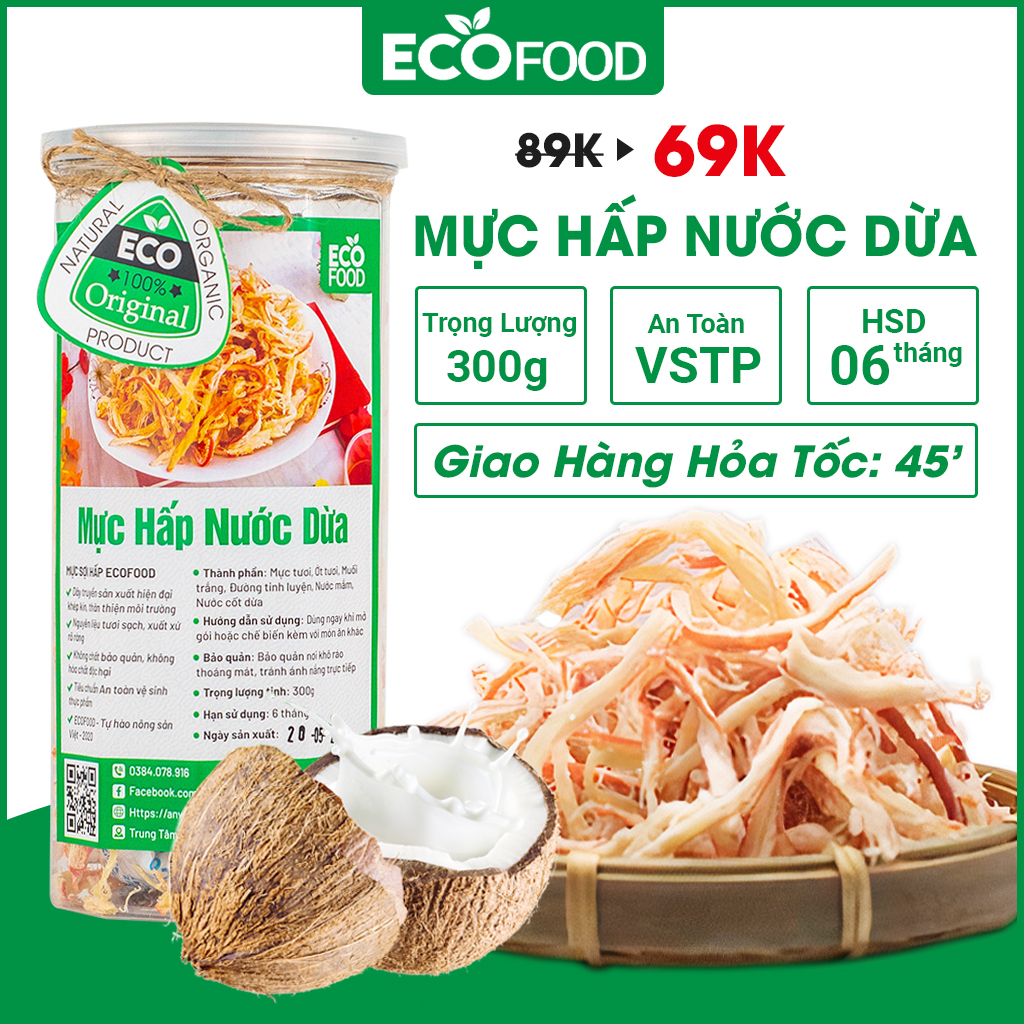 ECOFOOD
89K 69K
MỰC HẤP NƯỚC DỪA
Trọng Lượng
300g
An Toàn
VSTP
HSD
06 tháng
Giao Hàng Hỏa Tốc: 45’
NATURAL
ORGANIC
ECO
100%
Original
PRODUCT
ECO
FOOD
Mực Hấp Nước Dừa
MỰC SỢI HẤP ECOFOOD
Dây truyền sản xuất hiện đại
khép kín, thân thiện môi trường
Nguyên liệu tươi sạch, xuất xứ
rõ ràng
Không chất bảo quản, không
hóa chất độc hại
Tiêu chuẩn An toàn vệ sinh
thực phẩm
ECOFOOD - Tự hào nông sản
Việt - 2020
Thành phần: Mực tươi, Ớt tươi, Muối
trắng, Đường tinh luyện, Nước mắm,
Nước cốt dừa
Hướng dẫn sử dụng: Dùng ngay khi mở
gói hoặc chế biến kèm với món ăn khác
Bảo quản: Bảo quản nơi khô ráo
thoáng mát, tránh ánh nắng trực tiếp
Trọng lượng tịnh: 300g
Hạn sử dụng: 6 tháng
Ngày sản xuất: 20-05
0384.078.916
Facebook.com
Https://an
Trung Tâm